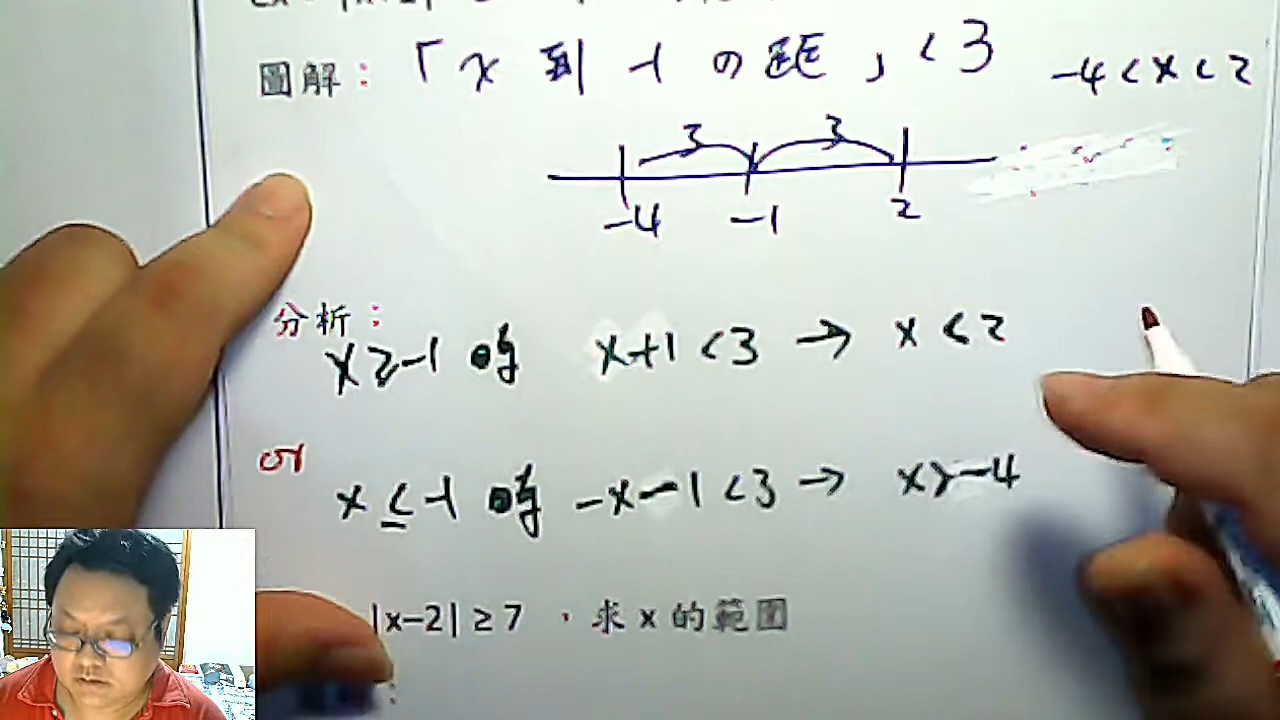 圖解：「x 到 -1 の距」< 3
-4 < x < 2
3 3
-4 -1 2
分析：
x ≥ -1 時 x+1 < 3 → x < 2
or
x ≤ -1 時 -x-1 < 3 → x > -4
|x-2| ≥ 7 ，求 x 的範圍
：